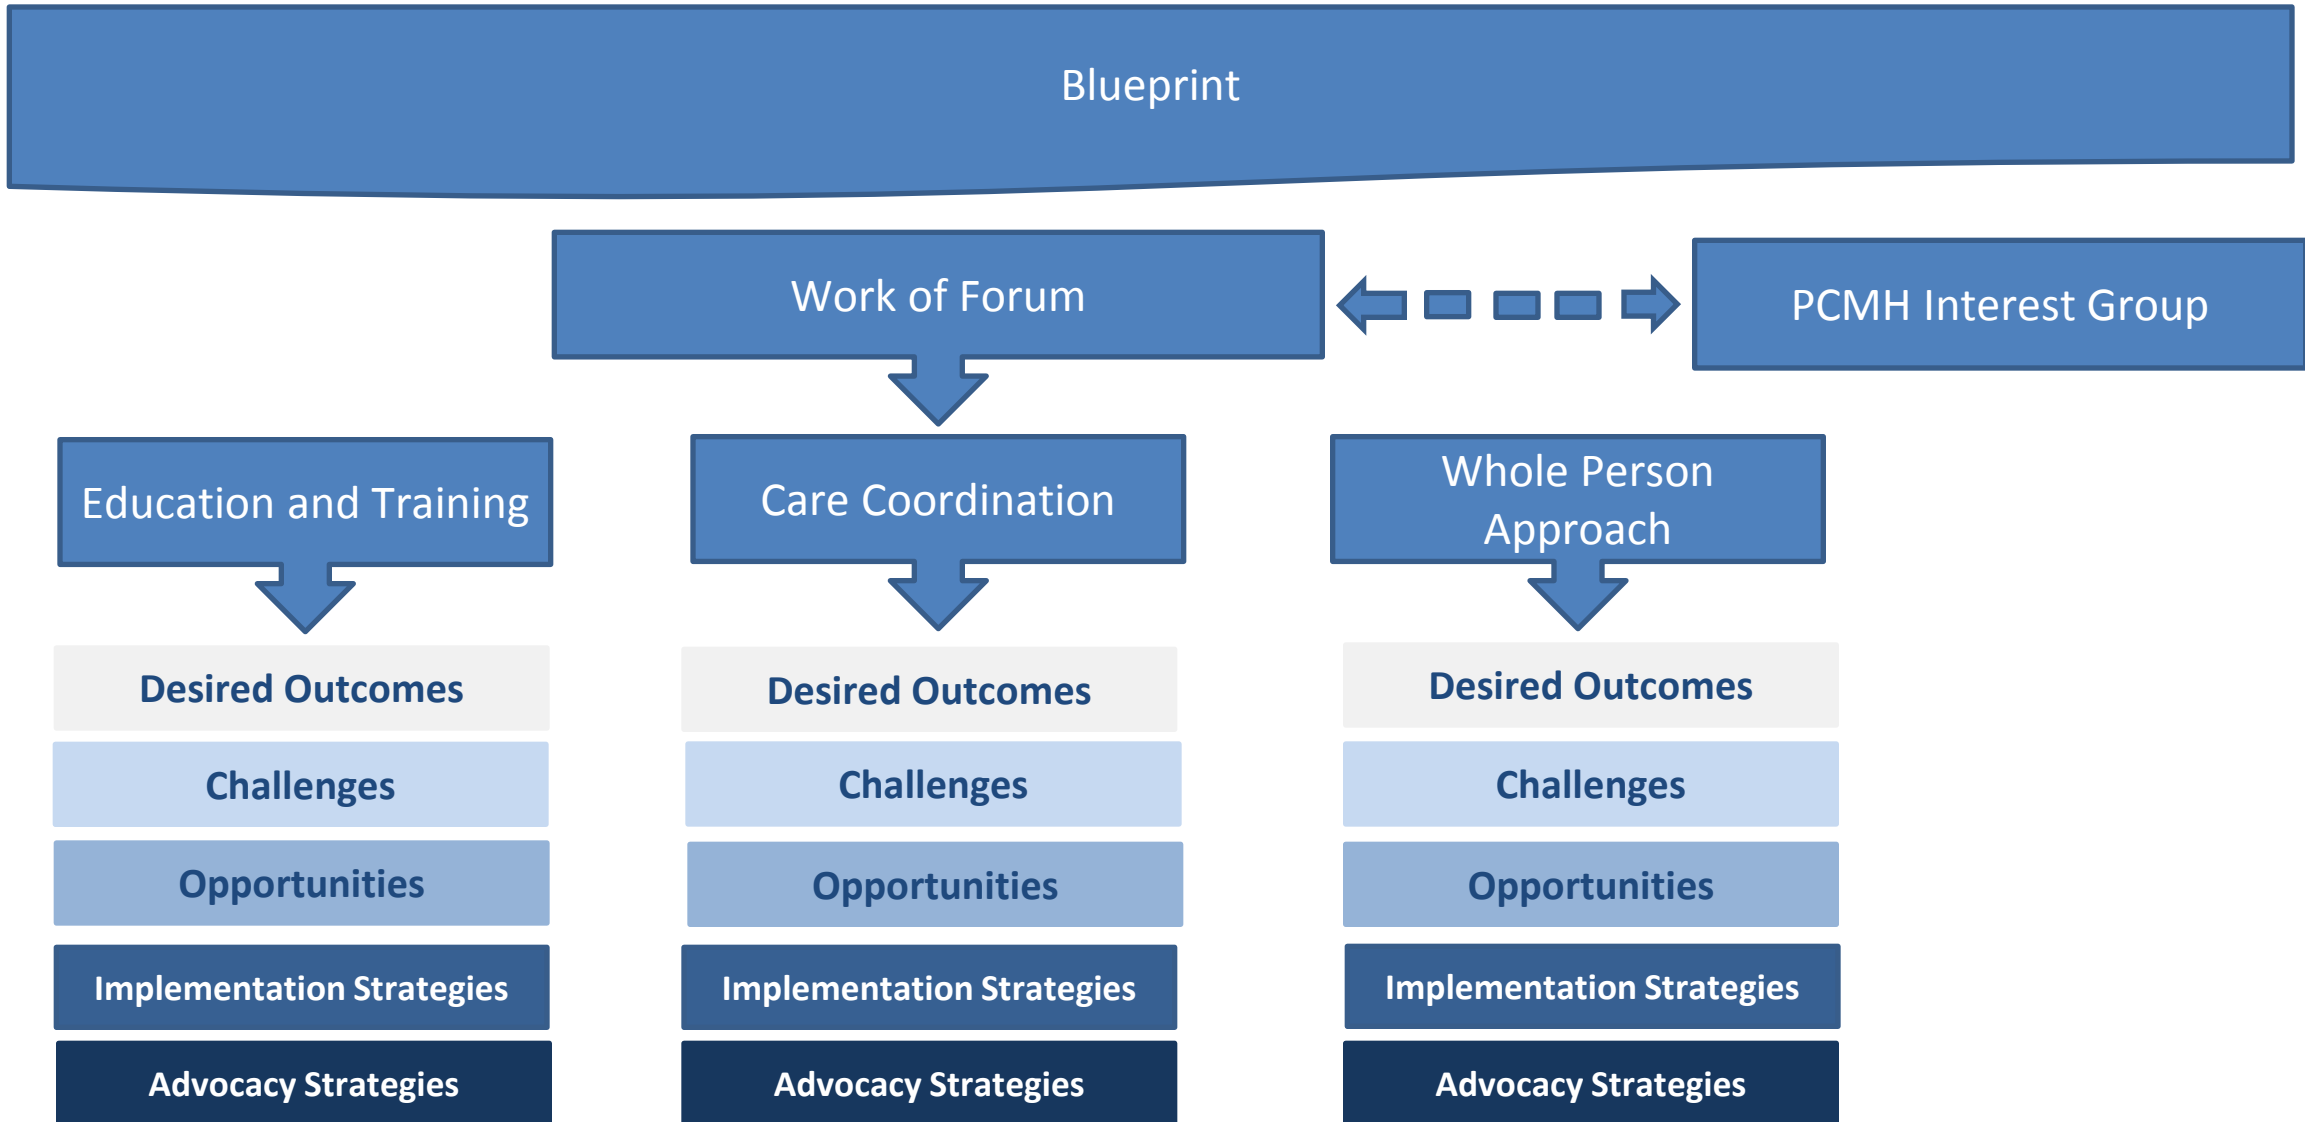 Blueprint
Work of Forum
PCMH Interest Group
Education and Training
Care Coordination
Whole Person
Approach
Desired Outcomes
Desired Outcomes
Desired Outcomes
Challenges
Challenges
Challenges
Opportunities
Opportunities
Opportunities
Implementation Strategies
Implementation Strategies
Implementation Strategies
Advocacy Strategies
Advocacy Strategies
Advocacy Strategies